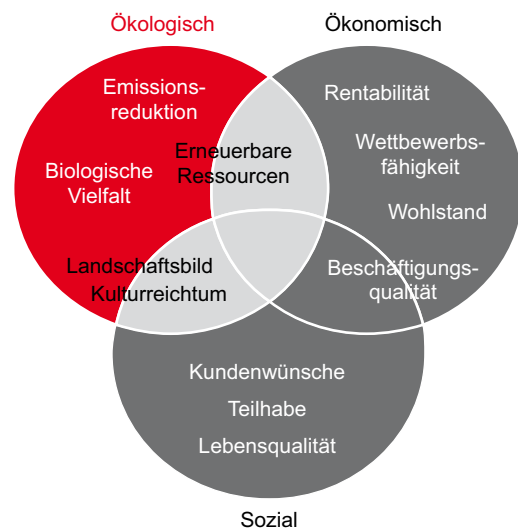 Ökologisch
Ökonomisch
Emissions-
reduktion
Rentabilität
Erneuerbare
Ressourcen
Wettbewerbs-
fähigkeit
Biologische
Vielfalt
Wohlstand
Landschaftsbild
Kulturreichtum
Beschäftigungs-
qualität
Kundenwünsche
Teilhabe
Lebensqualität
Sozial